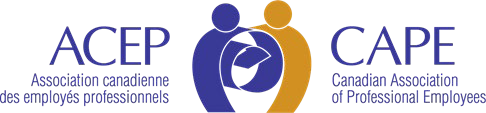 ACEP
Association canadienne
des employés professionnels
CAPE
Canadian Association
of Professional Employees